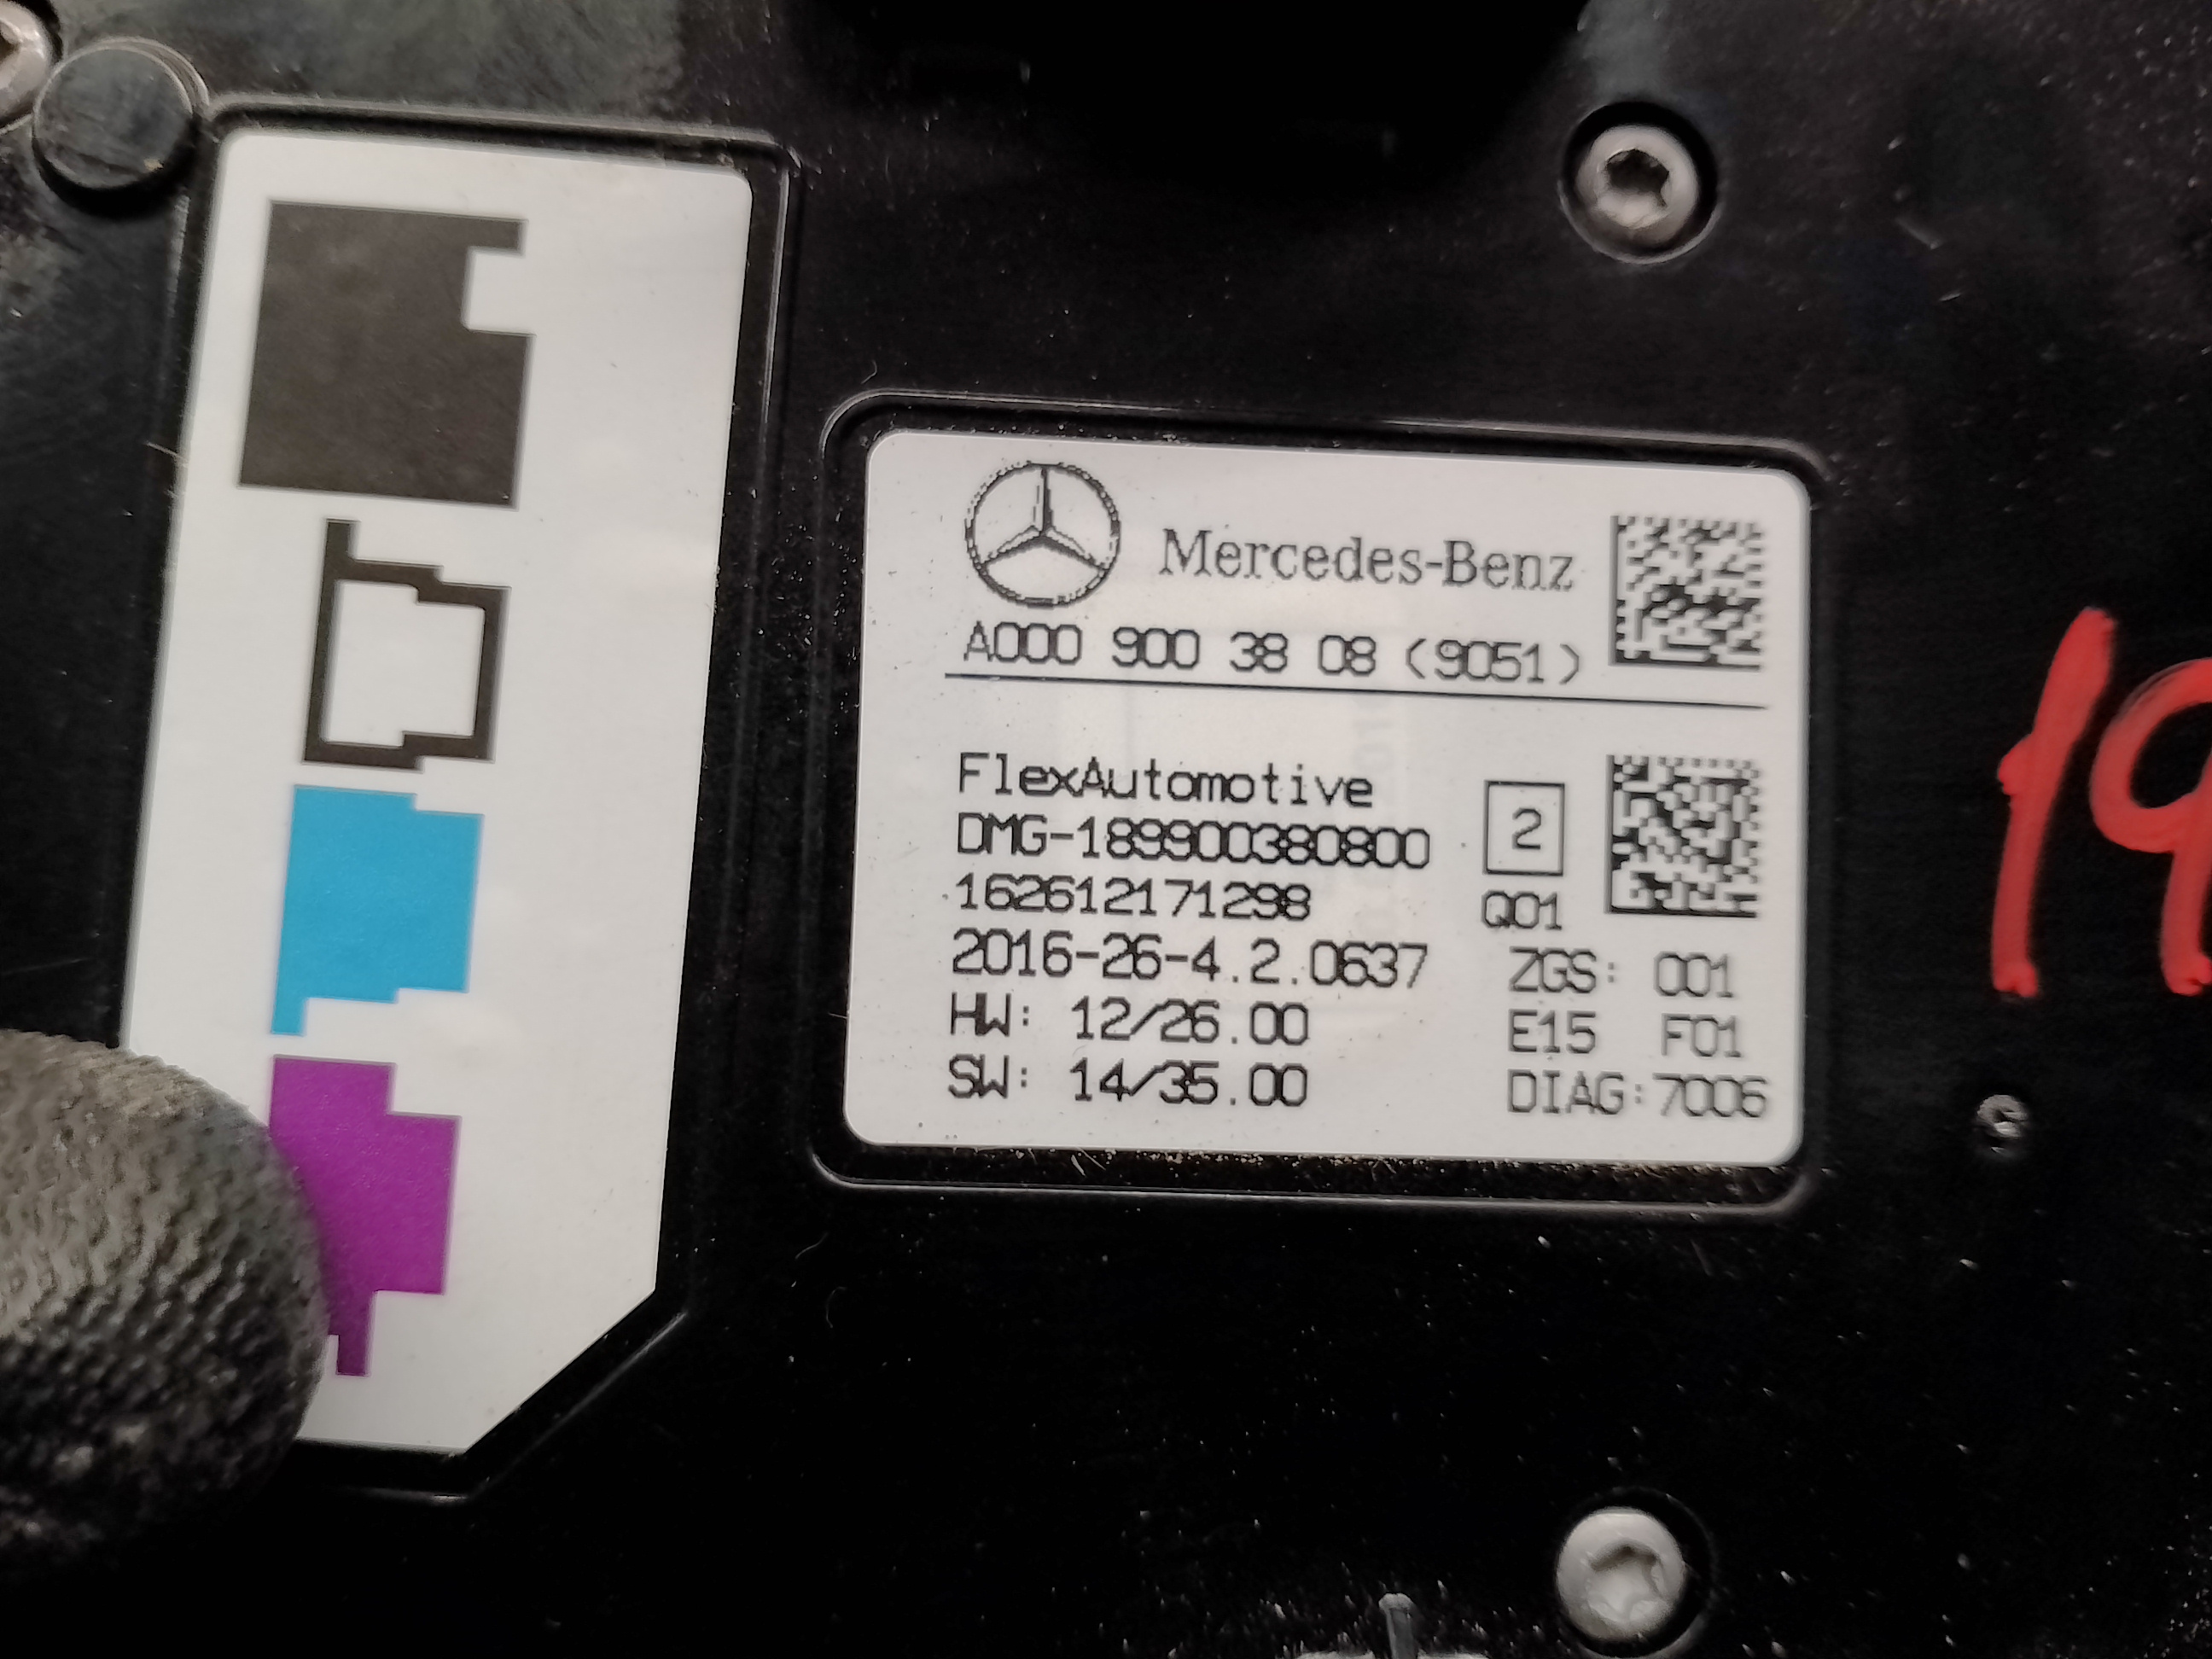 Mercedes-Benz
A000 900 38 08 (9051)
FlexAutomotive
DMG-189900380800
2
162612171298
Q01
2016-26-4.2.0637
ZGS: 001
HW: 12/26.00
E15 F01
SW: 14/35.00
DIAG:7006
19